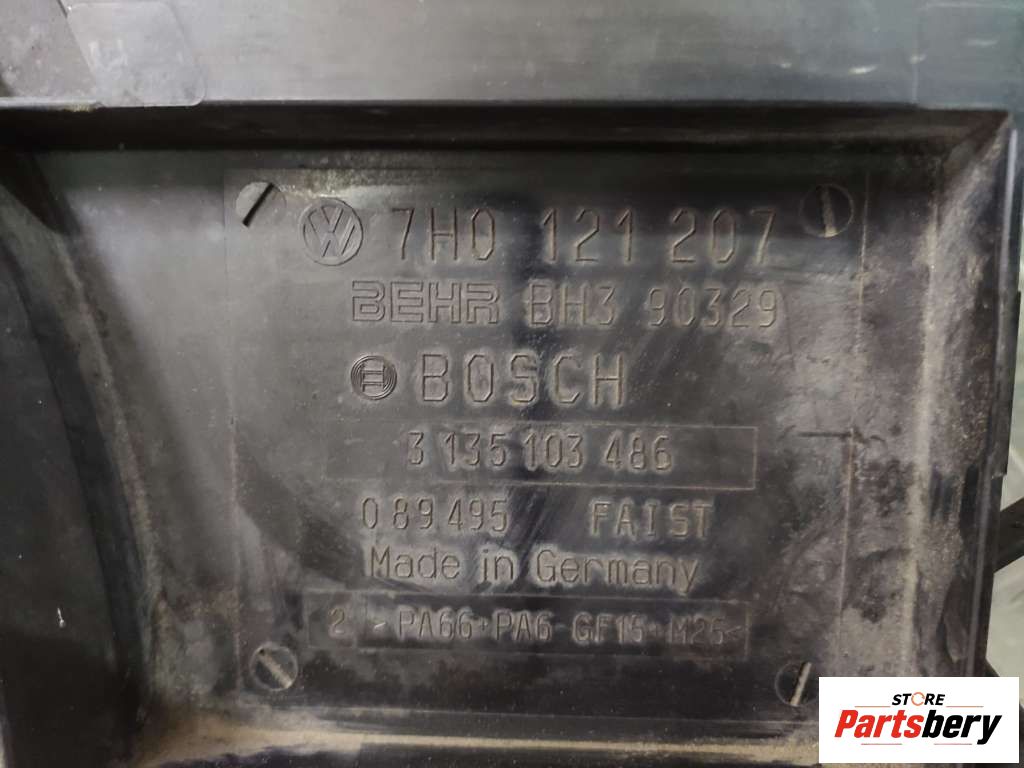 VW 7H0 121 207
BEHR BH3 90329
BOSCH
3 135 103 486
0 89 495 FAIST
Made in Germany
2 >PA66+PA6-GF15+M25<
STORE
Partsbery